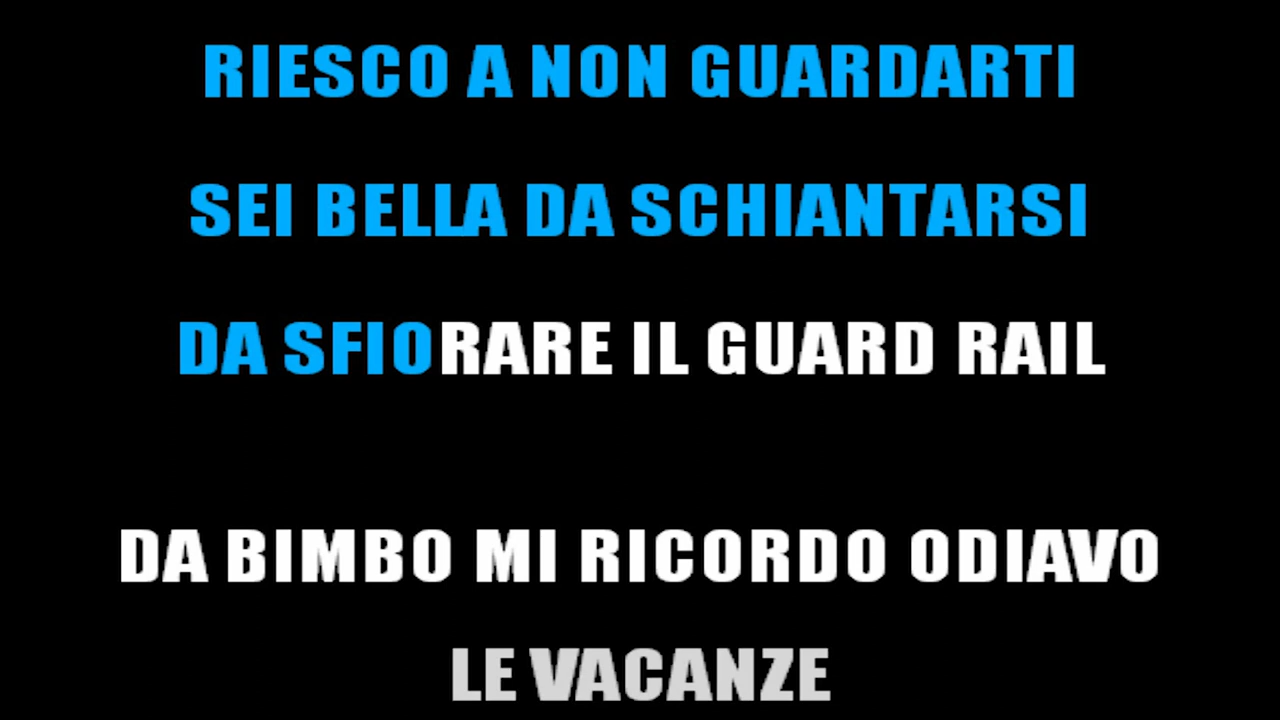 RIESCO A NON GUARDARTI
SEI BELLA DA SCHIANTARSI
DA SFIORARE IL GUARD RAIL
DA BIMBO MI RICORDO ODIAVO
LE VACANZE